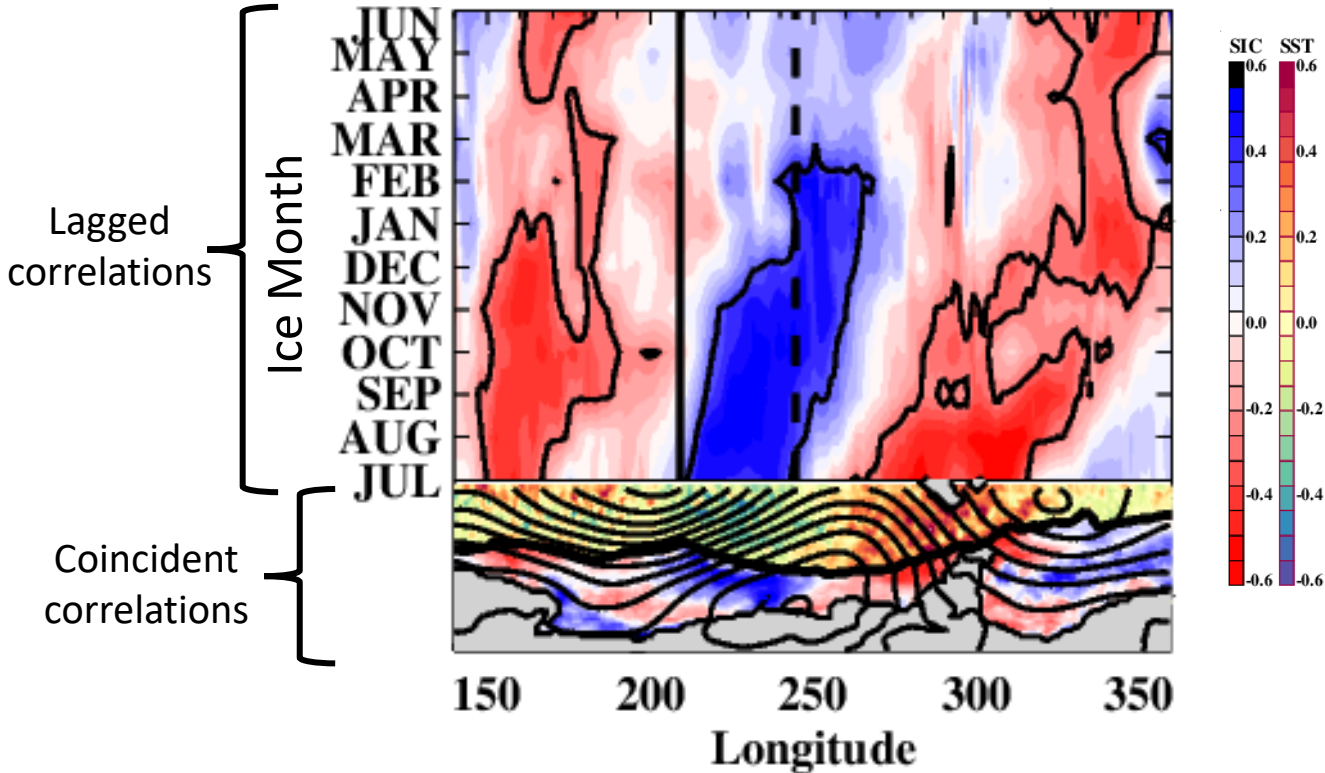 Lagged
correlations
Ice Month
JUN
MAY
APR
MAR
FEB
JAN
DEC
NOV
OCT
SEP
AUG
JUL
Coincident
correlations
150 200 250 300 350
Longitude
SIC SST
0.6 0.6
0.4 0.4
0.2 0.2
0.0 0.0
-0.2 -0.2
-0.4 -0.4
-0.6 -0.6